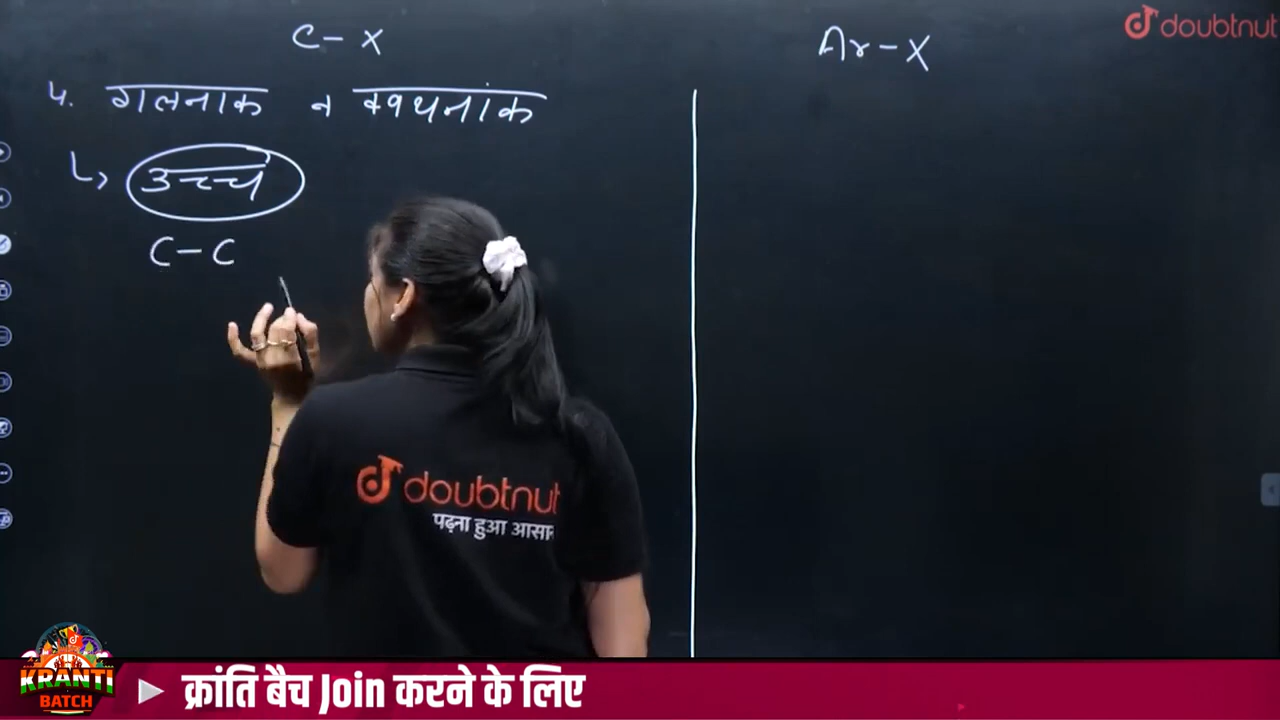 C-X
Ar-X
doubtnut
4. गलनांक व क्वथनांक
उच्च
C-C
doubtnut
पढ़ना हुआ आसान
KRANTI
BATCH
क्रांति बैच Join करने के लिए